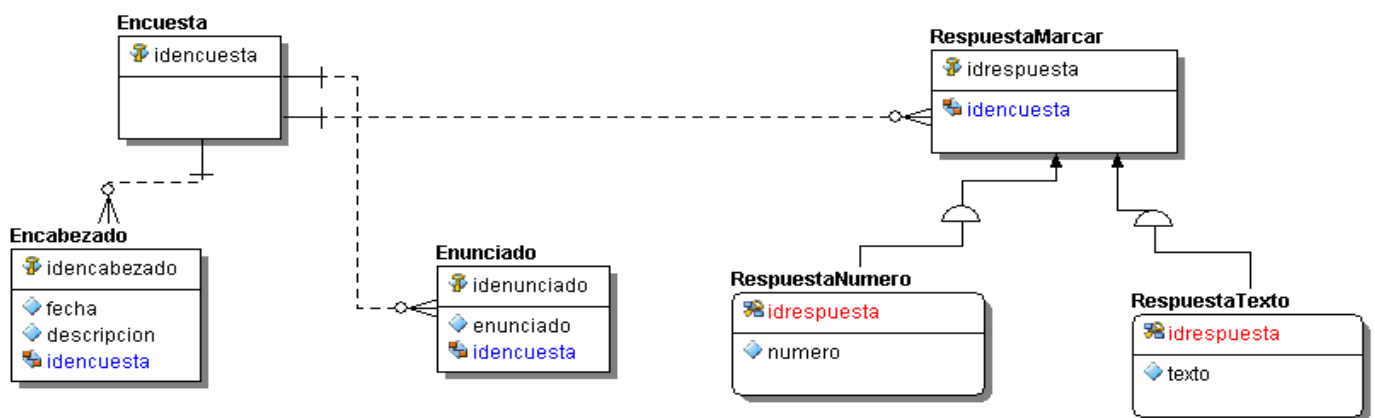 Encuesta
idencuesta
RespuestaMarcar
idrespuesta
idencuesta
Encabezado
idencabezado
fecha
descripcion
idencuesta
Enunciado
idenunciado
enunciado
idencuesta
RespuestaNumero
idrespuesta
numero
RespuestaTexto
idrespuesta
texto